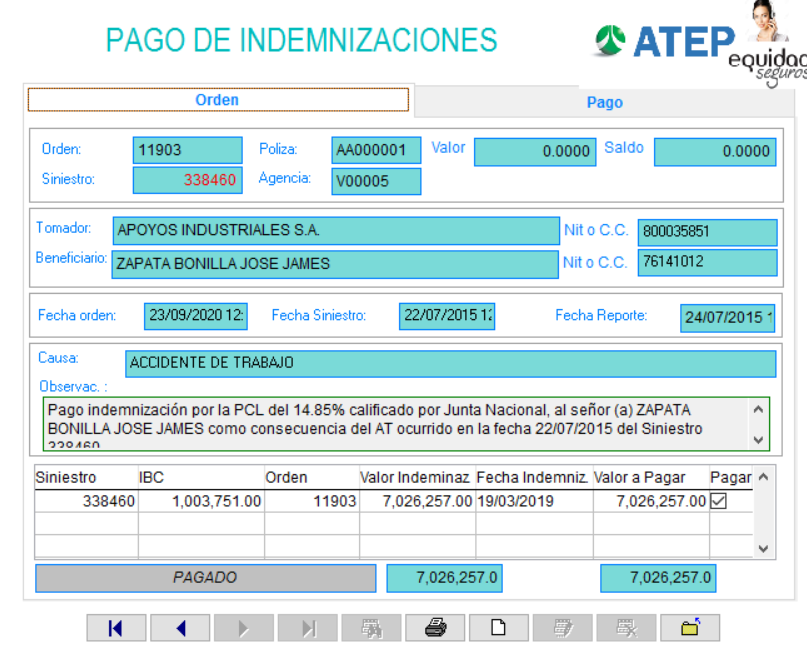 PAGO DE INDEMNIZACIONES
ATEP
equidad
seguros
Orden Pago
Orden: 11903 Poliza: AA000001 Valor 0.0000 Saldo 0.0000
Siniestro: 338460 Agencia: V00005
Tomador: APOYOS INDUSTRIALES S.A. Nit o C.C. 800035851
Beneficiario: ZAPATA BONILLA JOSE JAMES Nit o C.C. 76141012
Fecha orden: 23/09/2020 12: Fecha Siniestro: 22/07/2015 12 Fecha Reporte: 24/07/2015 1
Causa: ACCIDENTE DE TRABAJO
Observac. :
Pago indemnización por la PCL del 14.85% calificado por Junta Nacional, al señor (a) ZAPATA
BONILLA JOSE JAMES como consecuencia del AT ocurrido en la fecha 22/07/2015 del Siniestro
338460
Siniestro IBC Orden Valor Indeminaz Fecha Indemniz. Valor a Pagar Pagar
338460 1,003,751.00 11903 7,026,257.00 19/03/2019 7,026,257.00
PAGADO 7,026,257.0 7,026,257.0